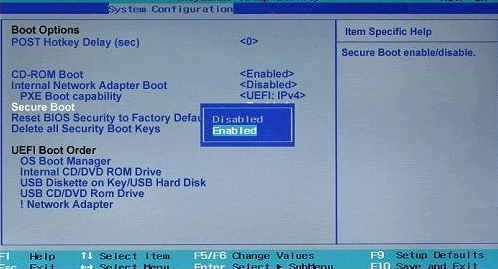 System Configuration
Boot Options
POST Hotkey Delay (sec) <0>
CD-ROM Boot <Enabled>
Internal Network Adapter Boot <Disabled>
PXE Boot capability <UEFI: IPv4>
Secure Boot
Reset BIOS Security to Factory Defau
Delete all Security Boot Keys
Disabled
Enabled
UEFI Boot Order
OS Boot Manager
Internal CD/DVD ROM Drive
USB Diskette on Key/USB Hard Disk
USB CD/DVD Rom Drive
! Network Adapter
Item Specific Help
Secure Boot enable/disable.
F1 Help ↑↓ Select Item F5/F6 Change Values F9 Setup Defaults
Esc Exit ↔ Select Menu Enter Select ▶ SubMenu F10 Save and Exit